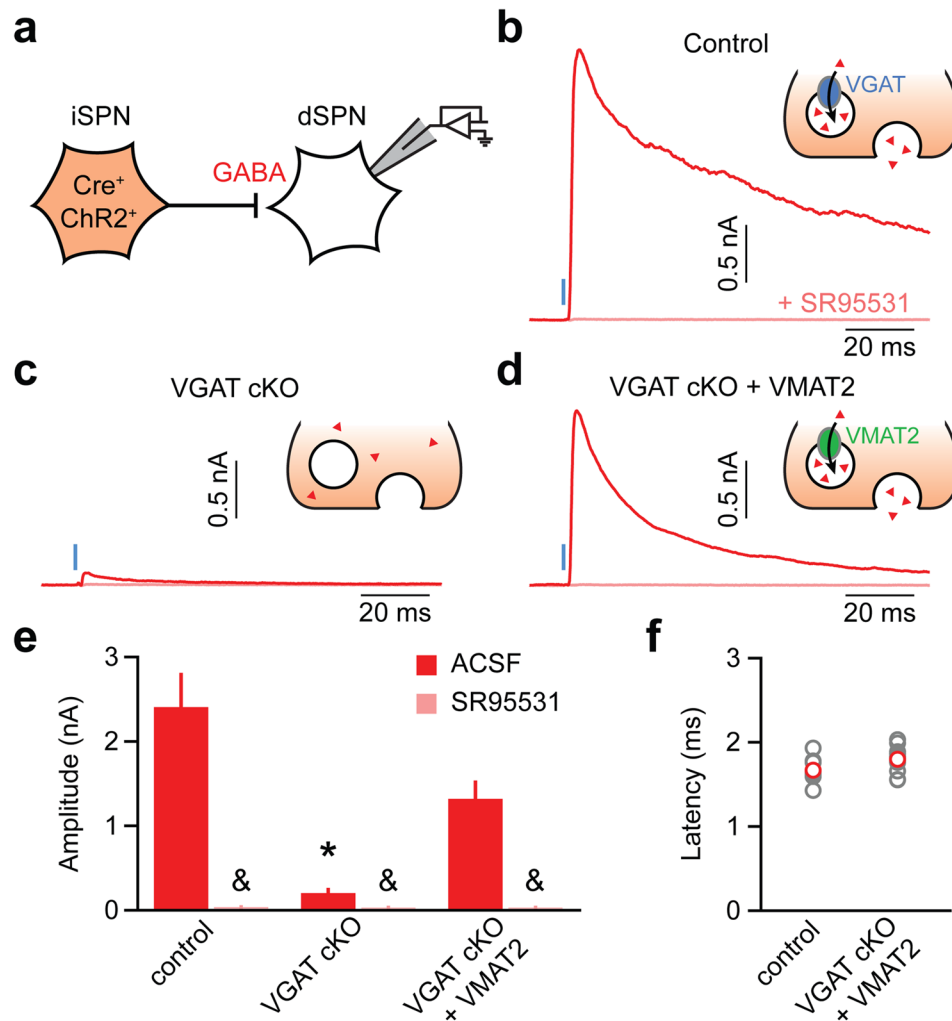 a
iSPN
dSPN
GABA
Cre⁺
ChR2⁺
b
Control
VGAT
0.5 nA
+ SR95531
20 ms
c
VGAT cKO
0.5 nA
20 ms
d
VGAT cKO + VMAT2
VMAT2
0.5 nA
20 ms
e
Amplitude (nA)
3
2
1
0
ACSF
SR95531
&
*
&
&
control
VGAT cKO
VGAT cKO
+ VMAT2
f
Latency (ms)
3
2
1
0
control
VGAT cKO
+ VMAT2